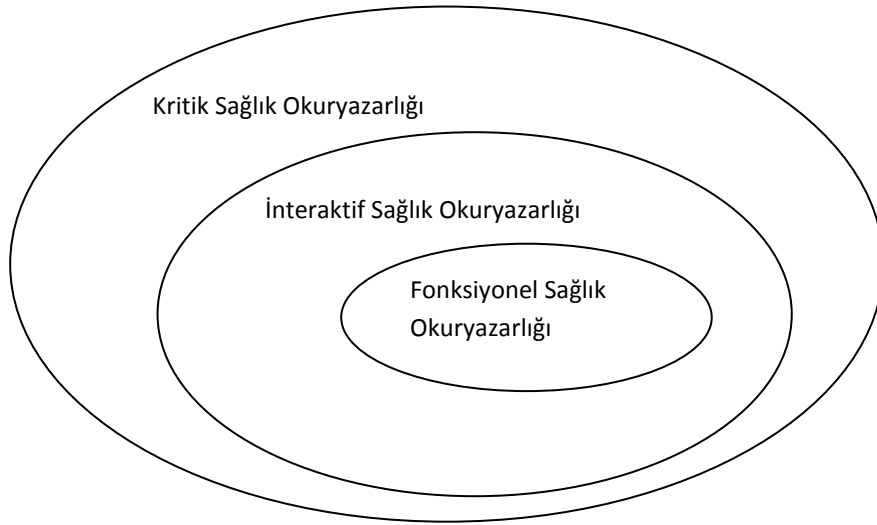 Kritik Sağlık Okuryazarlığı
İnteraktif Sağlık Okuryazarlığı
Fonksiyonel Sağlık
Okuryazarlığı